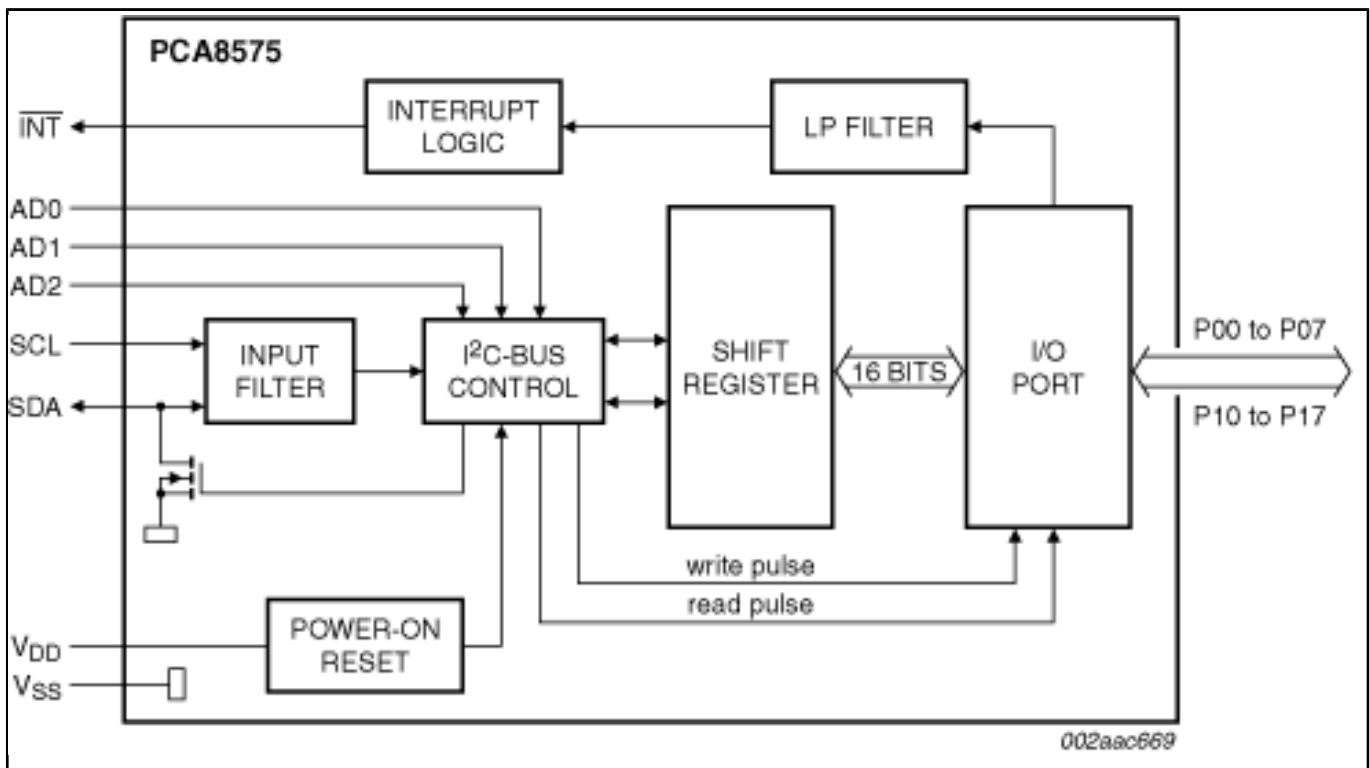 PCA8575
INTERRUPT
LOGIC
LP FILTER
INT
AD0
AD1
AD2
SCL
SDA
INPUT
FILTER
I²C-BUS
CONTROL
SHIFT
REGISTER
16 BITS
I/O
PORT
P00 to P07
P10 to P17
write pulse
read pulse
POWER-ON
RESET
VDD
VSS
002aac669